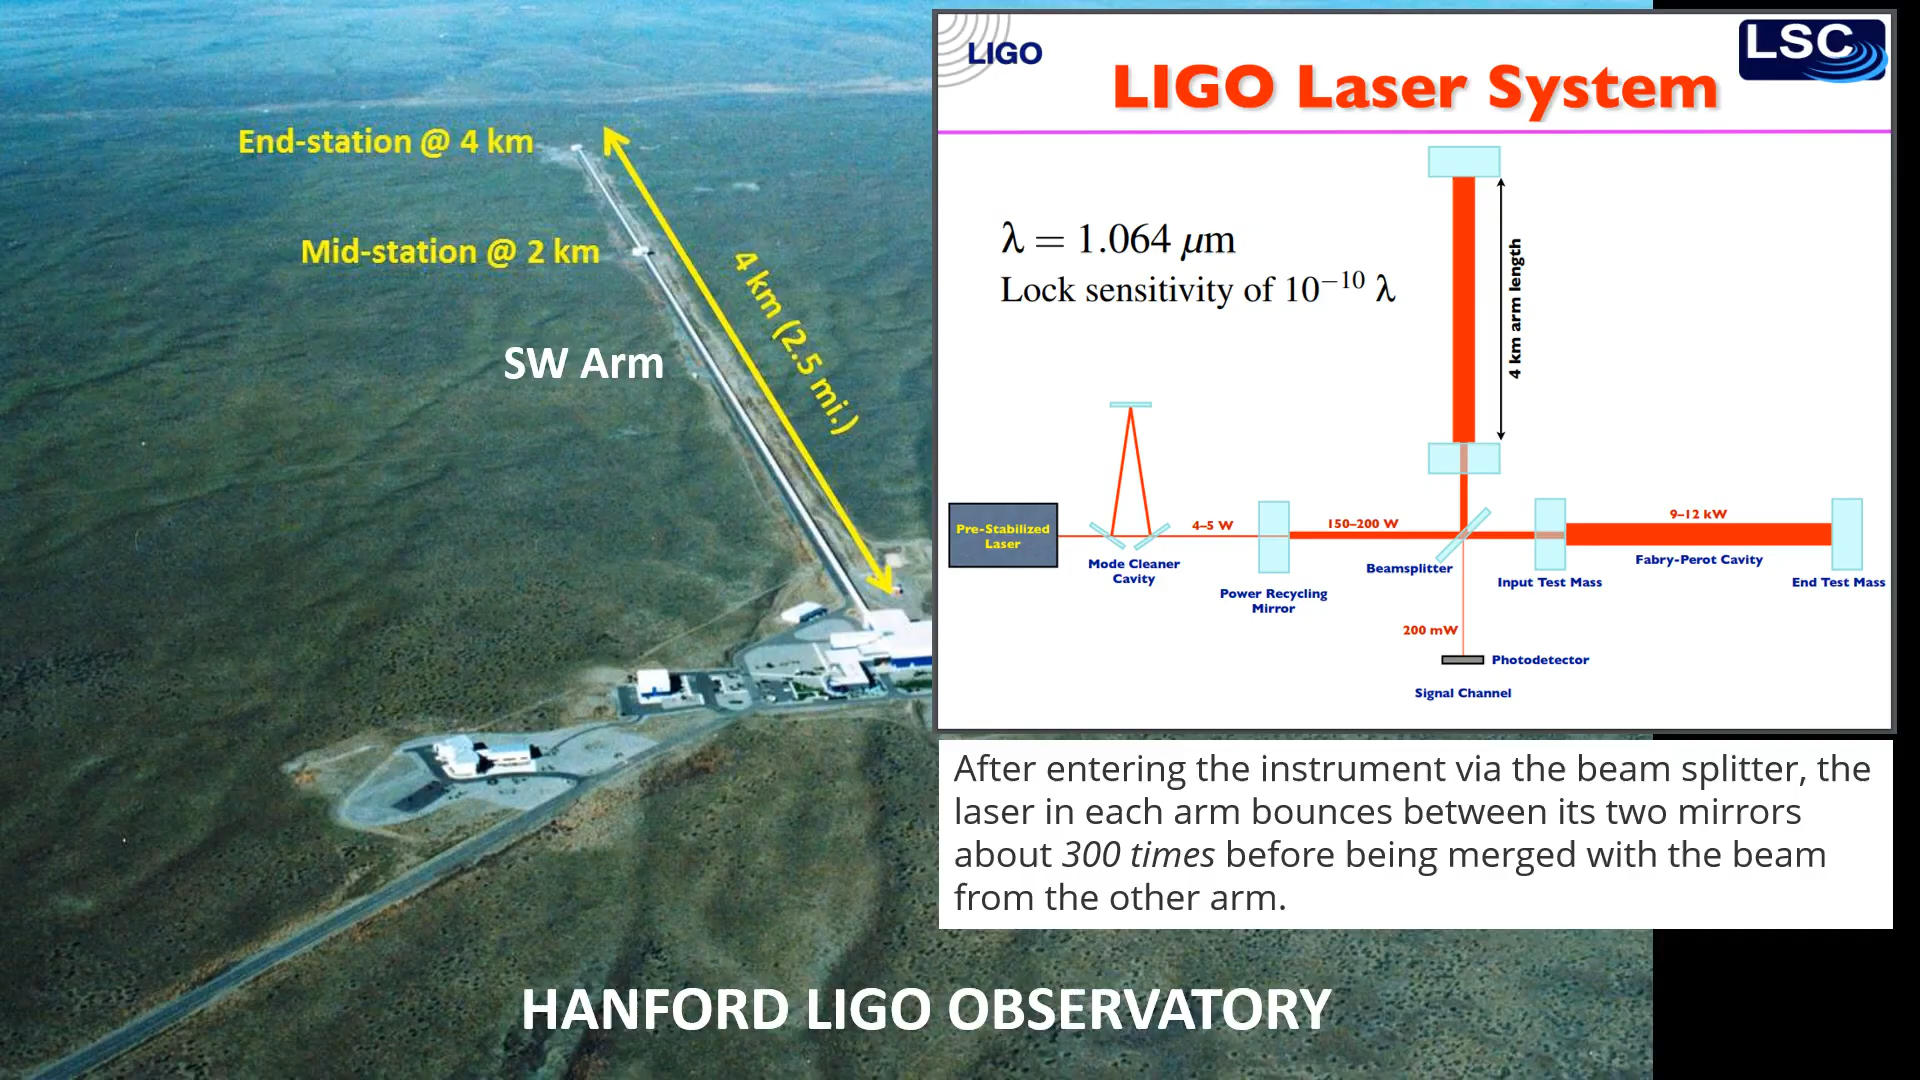 End-station @ 4 km
Mid-station @ 2 km
4 km (2.5 mi.)
SW Arm
LIGO
LSC
LIGO Laser System
λ = 1.064 μm
Lock sensitivity of 10⁻¹⁰ λ
4 km arm length
Pre-Stabilized
Laser
Mode Cleaner
Cavity
4–5 W
Power Recycling
Mirror
150–200 W
Beamsplitter
Input Test Mass
9–12 kW
Fabry-Perot Cavity
End Test Mass
200 mW
Photodetector
Signal Channel
After entering the instrument via the beam splitter, the
laser in each arm bounces between its two mirrors
about 300 times before being merged with the beam
from the other arm.
HANFORD LIGO OBSERVATORY